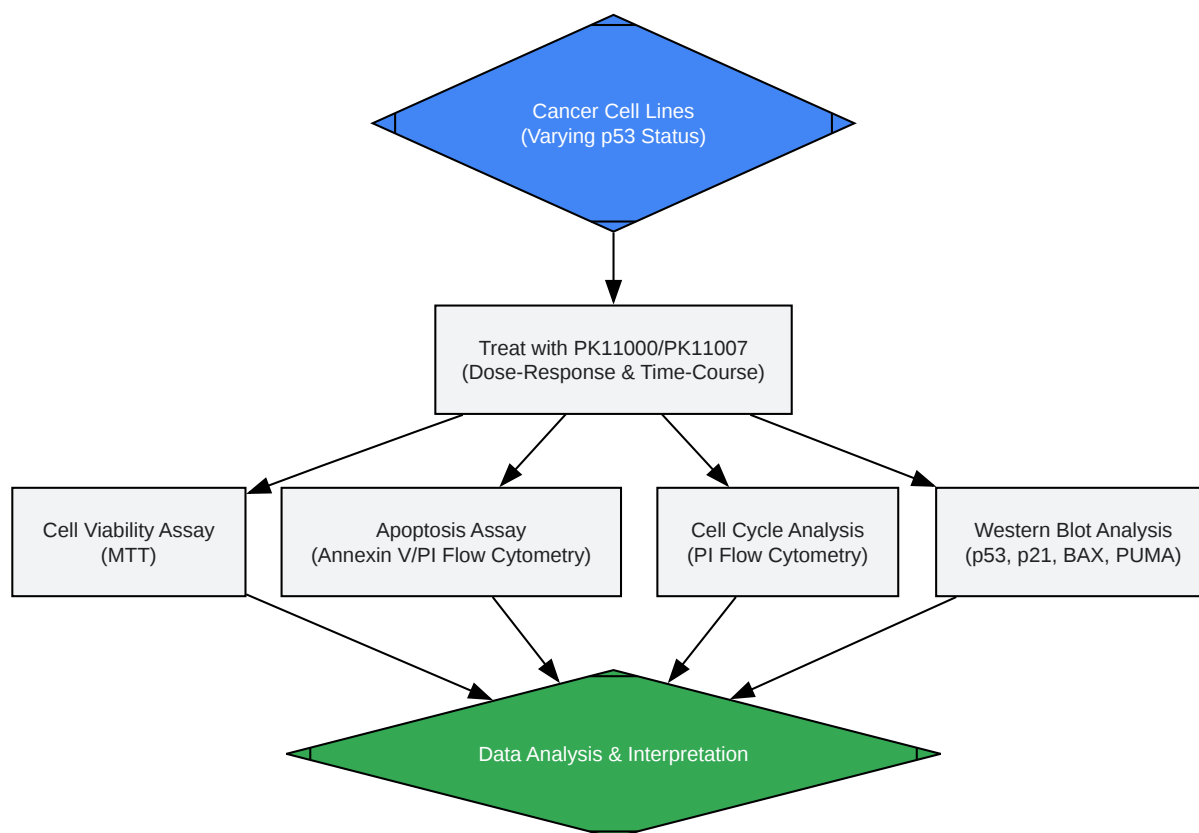 Cancer Cell Lines
(Varying p53 Status)
Treat with PK11000/PK11007
(Dose-Response & Time-Course)
Cell Viability Assay
(MTT)
Apoptosis Assay
(Annexin V/PI Flow Cytometry)
Cell Cycle Analysis
(PI Flow Cytometry)
Western Blot Analysis
(p53, p21, BAX, PUMA)
Data Analysis & Interpretation